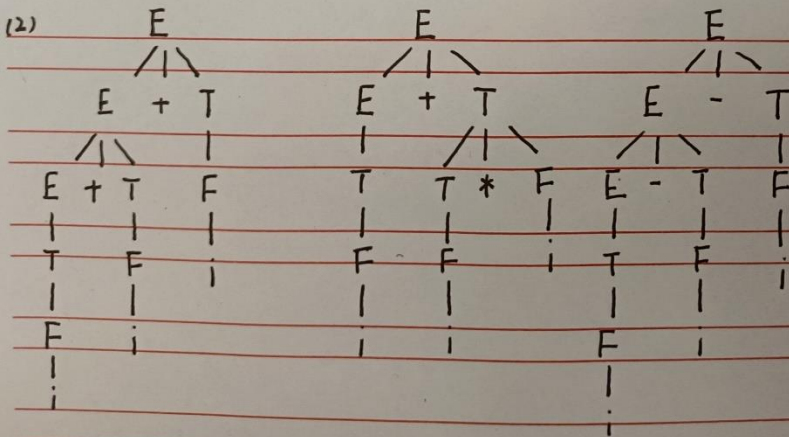 (2) E E E
E + T E + T E - T
E + T F T T * F E - T F
T F i F F i T F i
F i i i F i
i i